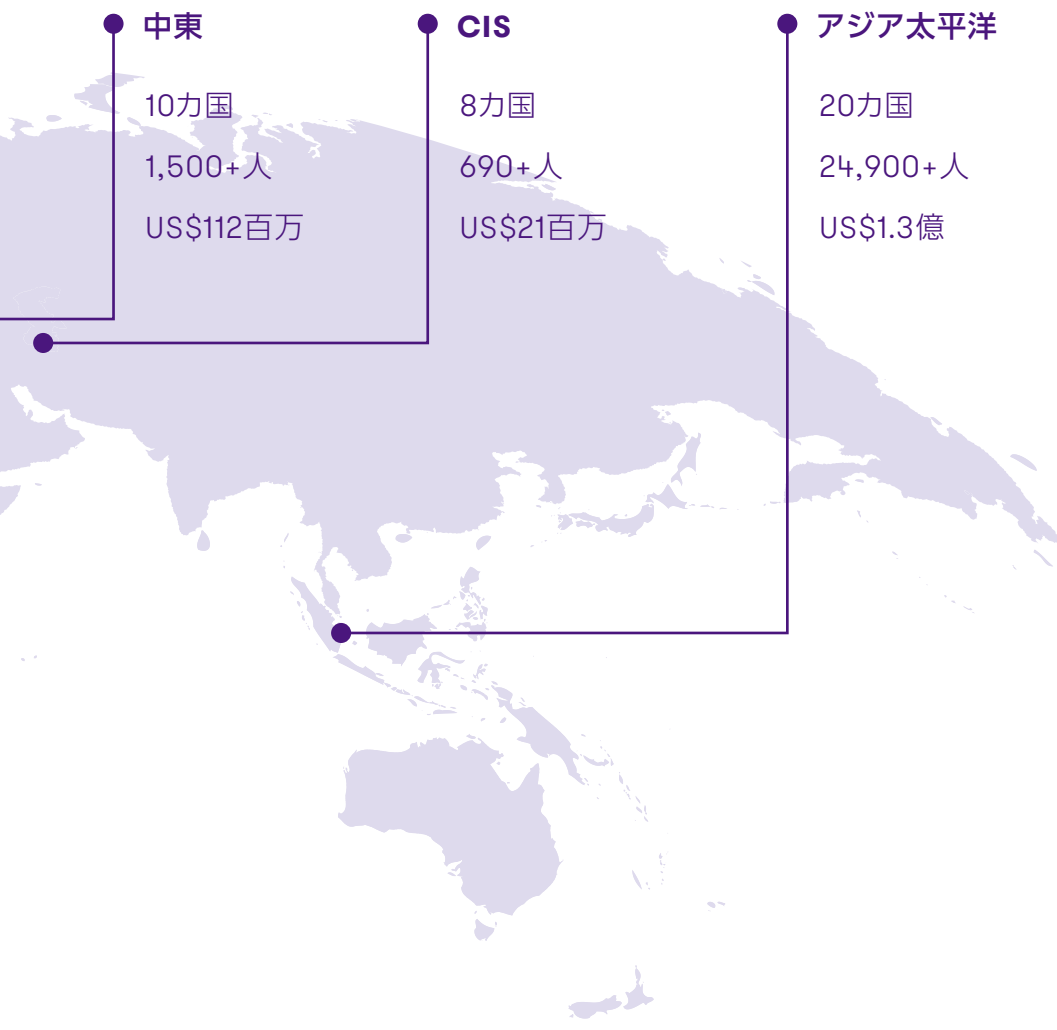 中東
10カ国
1,500+人
US$112百万
CIS
8カ国
690+人
US$21百万
アジア太平洋
20カ国
24,900+人
US$1.3億